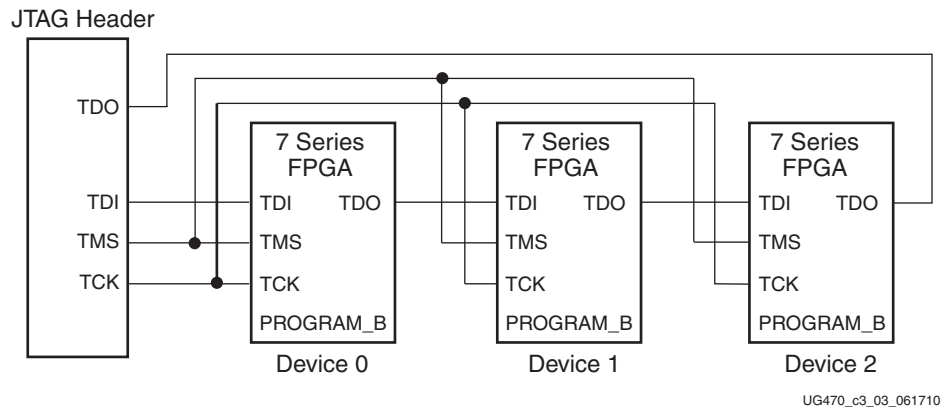 JTAG Header
TDO
TDI
TMS
TCK
7 Series
FPGA
TDI TDO
TMS
TCK
PROGRAM_B
Device 0
7 Series
FPGA
TDI TDO
TMS
TCK
PROGRAM_B
Device 1
7 Series
FPGA
TDI TDO
TMS
TCK
PROGRAM_B
Device 2
UG470_c3_03_061710